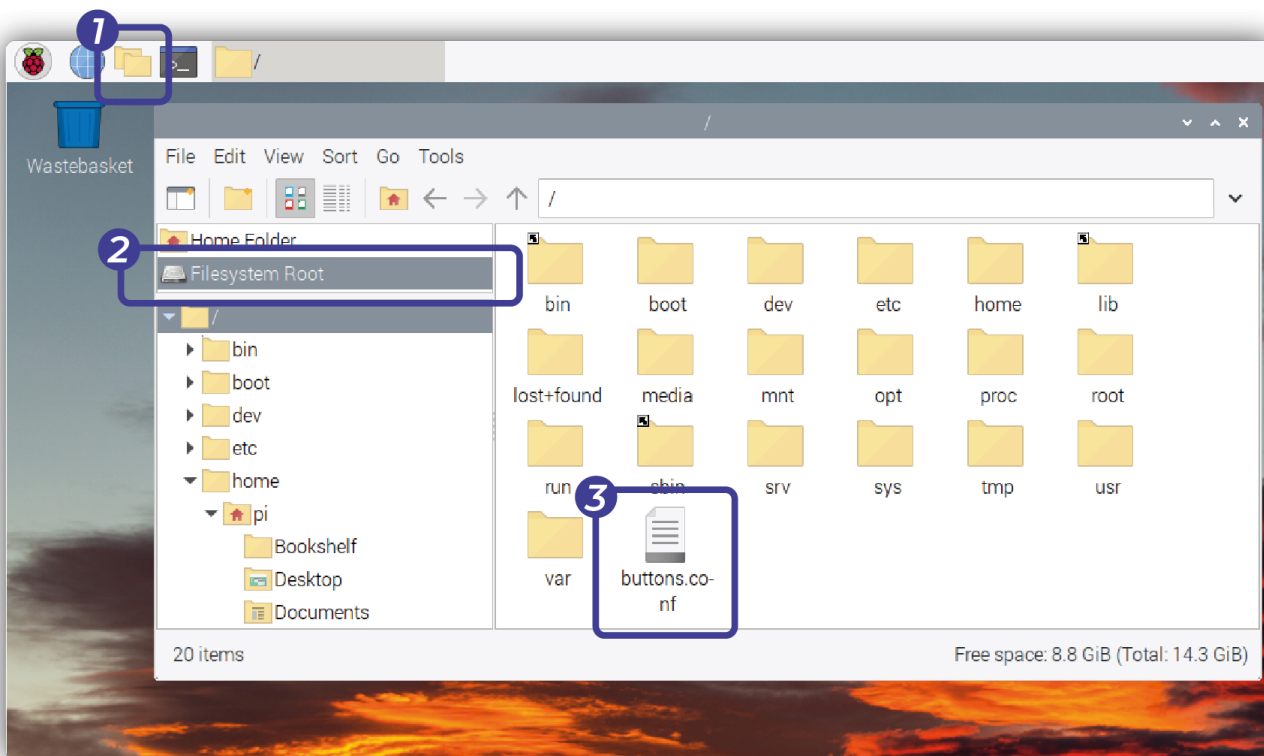 1
>_
/
Wastebasket
/
File Edit View Sort Go Tools
/
2
Home Folder
Filesystem Root
/
bin
boot
dev
etc
home
pi
Bookshelf
Desktop
Documents
bin boot dev etc home lib
lost+found media mnt opt proc root
run sbin srv sys tmp usr
3
var buttons.co-
nf
20 items
Free space: 8.8 GiB (Total: 14.3 GiB)